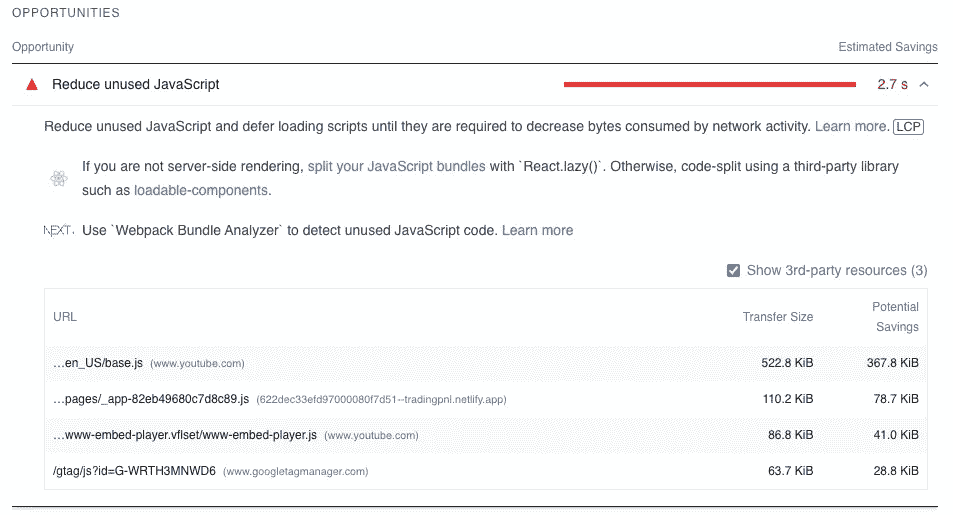 OPPORTUNITIES
Opportunity Estimated Savings
Reduce unused JavaScript 2.7 s
Reduce unused JavaScript and defer loading scripts until they are required to decrease bytes consumed by network activity. Learn more. LCP
If you are not server-side rendering, split your JavaScript bundles with `React.lazy()`. Otherwise, code-split using a third-party library
such as loadable-components.
NEXT. Use `Webpack Bundle Analyzer` to detect unused JavaScript code. Learn more
Show 3rd-party resources (3)
URL Transfer Size Potential Savings
…en_US/base.js (www.youtube.com) 522.8 KiB 367.8 KiB
…pages/_app-82eb49680c7d8c89.js (622dec33efd97000080f7d51--tradingpnl.netlify.app) 110.2 KiB 78.7 KiB
…www-embed-player.vflset/www-embed-player.js (www.youtube.com) 86.8 KiB 41.0 KiB
/gtag/js?id=G-WRTH3MNWD6 (www.googletagmanager.com) 63.7 KiB 28.8 KiB